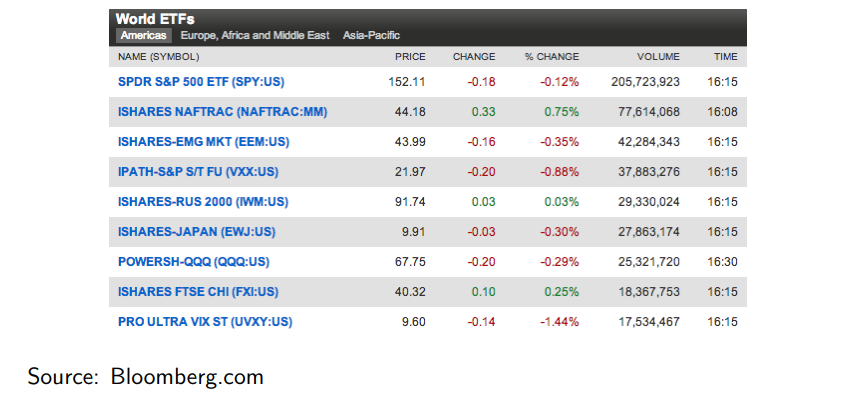 World ETFs
Americas Europe, Africa and Middle East Asia-Pacific
NAME (SYMBOL) PRICE CHANGE % CHANGE VOLUME TIME
SPDR S&P 500 ETF (SPY:US) 152.11 -0.18 -0.12% 205,723,923 16:15
ISHARES NAFTRAC (NAFTRAC:MM) 44.18 0.33 0.75% 77,614,068 16:08
ISHARES-EMG MKT (EEM:US) 43.99 -0.16 -0.35% 42,284,343 16:15
IPATH-S&P S/T FU (VXX:US) 21.97 -0.20 -0.88% 37,883,276 16:15
ISHARES-RUS 2000 (IWM:US) 91.74 0.03 0.03% 29,330,024 16:15
ISHARES-JAPAN (EWJ:US) 9.91 -0.03 -0.30% 27,863,174 16:15
POWERSH-QQQ (QQQ:US) 67.75 -0.20 -0.29% 25,321,720 16:30
ISHARES FTSE CHI (FXI:US) 40.32 0.10 0.25% 18,367,753 16:15
PRO ULTRA VIX ST (UVXY:US) 9.60 -0.14 -1.44% 17,534,467 16:15
Source: Bloomberg.com